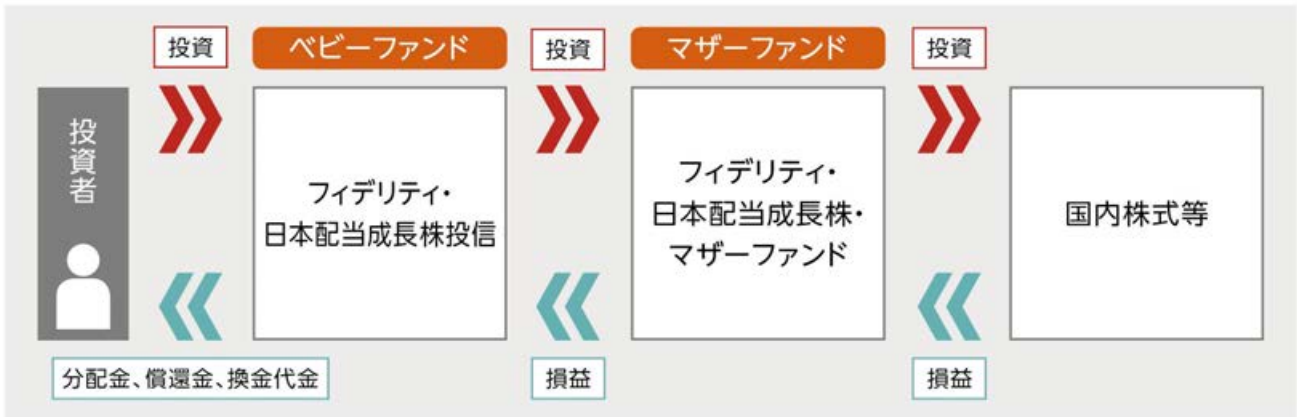 投資
ベビーファンド
投資
マザーファンド
投資
投資者
フィデリティ・
日本配当成長株投信
フィデリティ・
日本配当成長株・
マザーファンド
国内株式等
分配金、償還金、換金代金
損益
損益